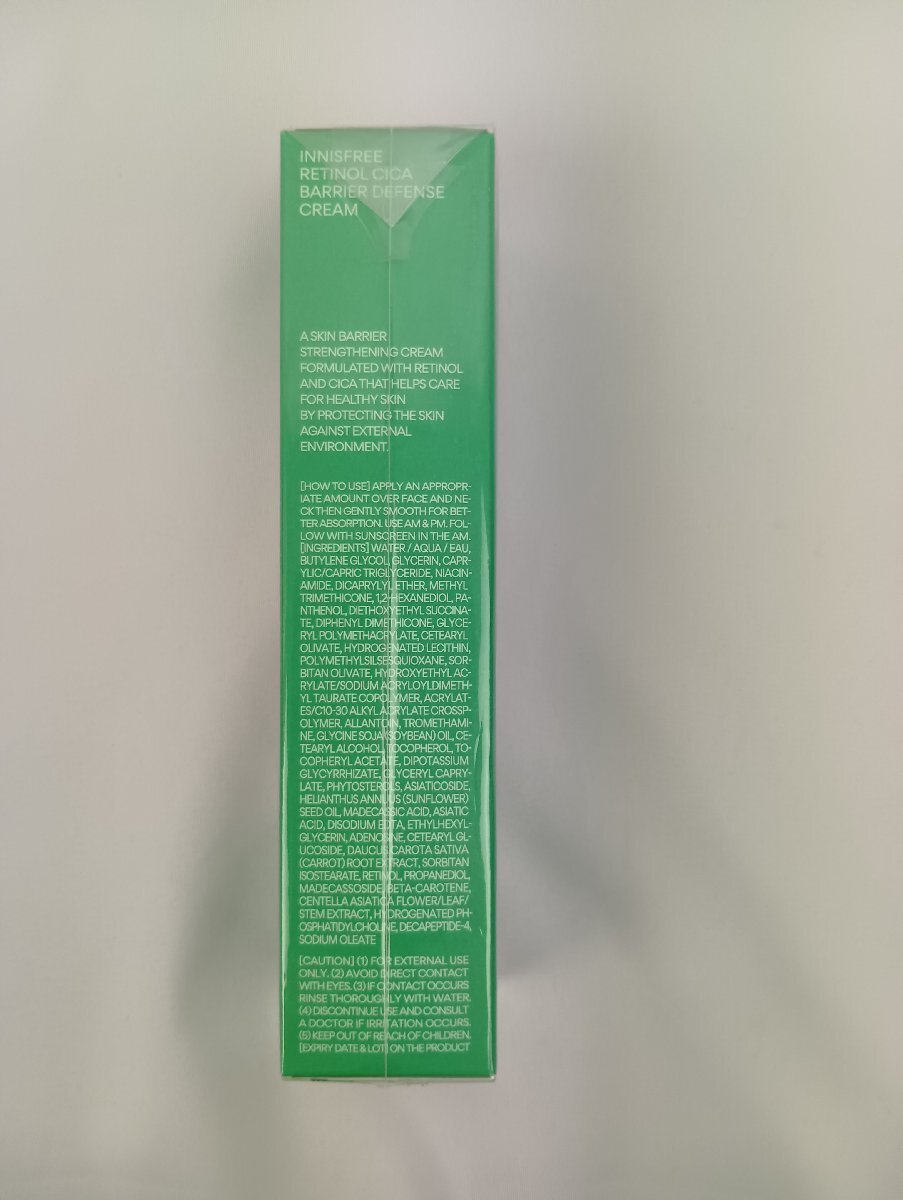 INNISFREE
RETINOL CICA
BARRIER DEFENSE
CREAM
A SKIN BARRIER
STRENGTHENING CREAM
FORMULATED WITH RETINOL
AND CICA THAT HELPS CARE
FOR HEALTHY SKIN
BY PROTECTING THE SKIN
AGAINST EXTERNAL
ENVIRONMENT.
[HOW TO USE] APPLY AN APPROPR-
IATE AMOUNT OVER FACE AND NE-
CK THEN GENTLY SMOOTH FOR BET-
TER ABSORPTION. USE AM & PM. FOL-
LOW WITH SUNSCREEN IN THE AM.
[INGREDIENTS] WATER / AQUA / EAU,
BUTYLENE GLYCOL, GLYCERIN, CAPR-
YLIC/CAPRIC TRIGLYCERIDE, NIACIN-
AMIDE, DICAPRYLYL ETHER, METHYL
TRIMETHICONE, 1,2-HEXANEDIOL, PA-
NTHENOL, DIETHOXYETHYL SUCCINA-
TE, DIPHENYL DIMETHICONE, GLYCE-
RYL POLYMETHACRYLATE, CETEARYL
OLIVATE, HYDROGENATED LECITHIN,
POLYMETHYLSILSESQUIOXANE, SOR-
BITAN OLIVATE, HYDROXYETHYL AC-
RYLATE/SODIUM ACRYLOYLDIMETH-
YL TAURATE COPOLYMER, ACRYLAT-
ES/C10-30 ALKYL ACRYLATE CROSSP-
OLYMER, ALLANTOIN, TROMETHAMI-
NE, GLYCINE SOJA (SOYBEAN) OIL, CE-
TEARYL ALCOHOL, TOCOPHEROL, TO-
COPHERYL ACETATE, DIPOTASSIUM
GLYCYRRHIZATE, GLYCERYL CAPRY-
LATE, PHYTOSTEROLS, ASIATICOSIDE,
HELIANTHUS ANNUUS (SUNFLOWER)
SEED OIL, MADECASSIC ACID, ASIATIC
ACID, DISODIUM EDTA, ETHYLHEXYL-
GLYCERIN, ADENOSINE, CETEARYL GL-
UCOSIDE, DAUCUS CAROTA SATIVA
(CARROT) ROOT EXTRACT, SORBITAN
ISOSTEARATE, RETINOL, PROPANEDIOL,
MADECASSOSIDE, BETA-CAROTENE,
CENTELLA ASIATICA FLOWER/LEAF/
STEM EXTRACT, HYDROGENATED PH-
OSPHATIDYLCHOLINE, DECAPEPTIDE-4,
SODIUM OLEATE
[CAUTION] (1) FOR EXTERNAL USE
ONLY. (2) AVOID DIRECT CONTACT
WITH EYES. (3) IF CONTACT OCCURS
RINSE THOROUGHLY WITH WATER.
(4) DISCONTINUE USE AND CONSULT
A DOCTOR IF IRRITATION OCCURS.
(5) KEEP OUT OF REACH OF CHILDREN.
[EXPIRY DATE & LOT] ON THE PRODUCT